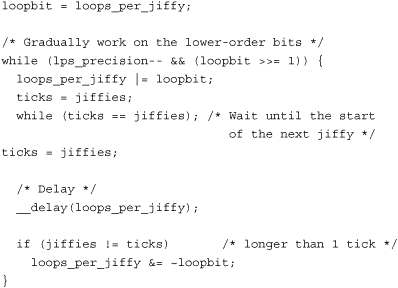 loopbit = loops_per_jiffy;

/* Gradually work on the lower-order bits */
while (lps_precision-- && (loopbit >>= 1)) {
  loops_per_jiffy |= loopbit;
  ticks = jiffies;
  while (ticks == jiffies); /* Wait until the start
                               of the next jiffy */
ticks = jiffies;

  /* Delay */
  __delay(loops_per_jiffy);

  if (jiffies != ticks)       /* longer than 1 tick */
    loops_per_jiffy &= ~loopbit;
}